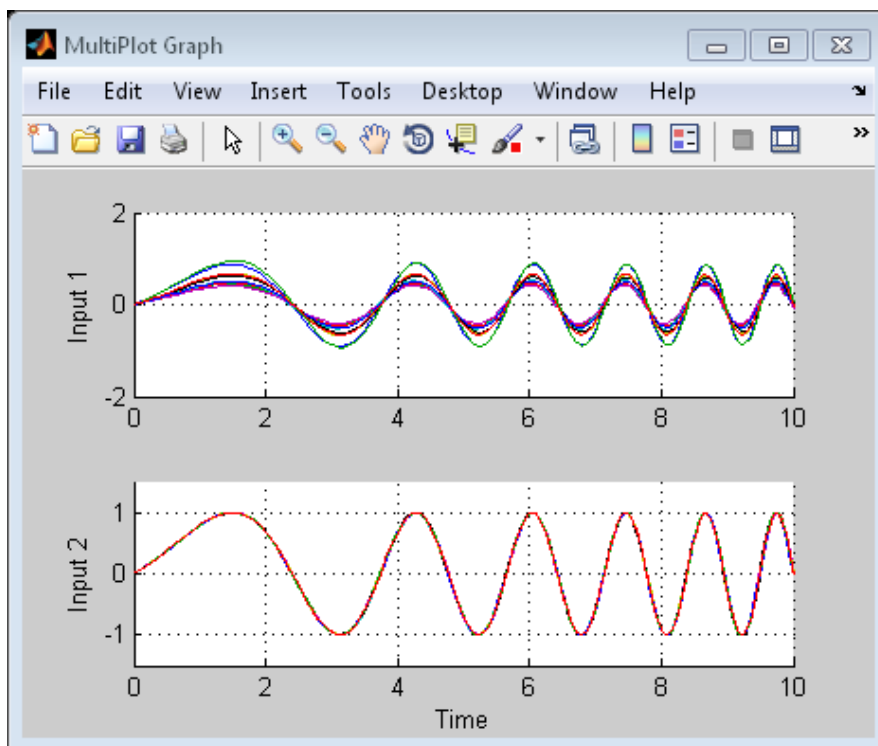 MultiPlot Graph
File Edit View Insert Tools Desktop Window Help
2
0
-2
Input 1
0 2 4 6 8 10
1
0
-1
Input 2
0 2 4 6 8 10
Time